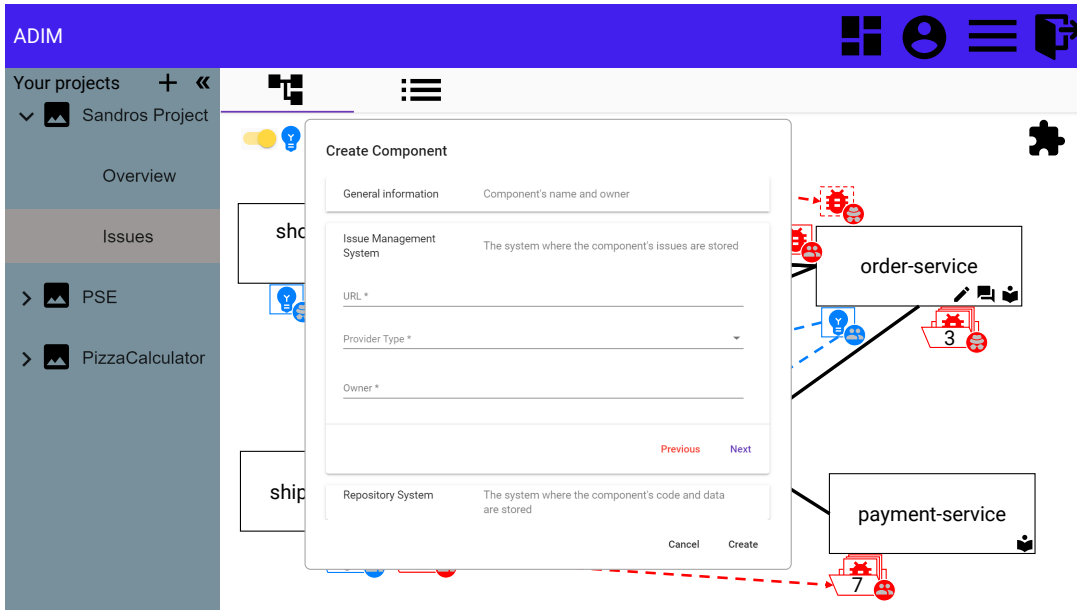 ADIM
Your projects
Sandros Project
Overview
Issues
PSE
PizzaCalculator
Create Component
General information Component's name and owner
Issue Management System The system where the component's issues are stored
URL *
Provider Type *
Owner *
Previous Next
Repository System The system where the component's code and data
are stored
Cancel Create
sho
ship
order-service
3
payment-service
7